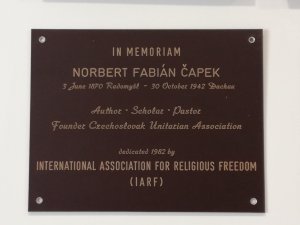 IN MEMORIAM
NORBERT FABIÁN ČAPEK
3 June 1870 Radomyšl - 30 October 1942 Dachau
Author · Scholar · Pastor
Founder Czechoslovak Unitarian Association
dedicated 1982 by
INTERNATIONAL ASSOCIATION FOR RELIGIOUS FREEDOM
(IARF)